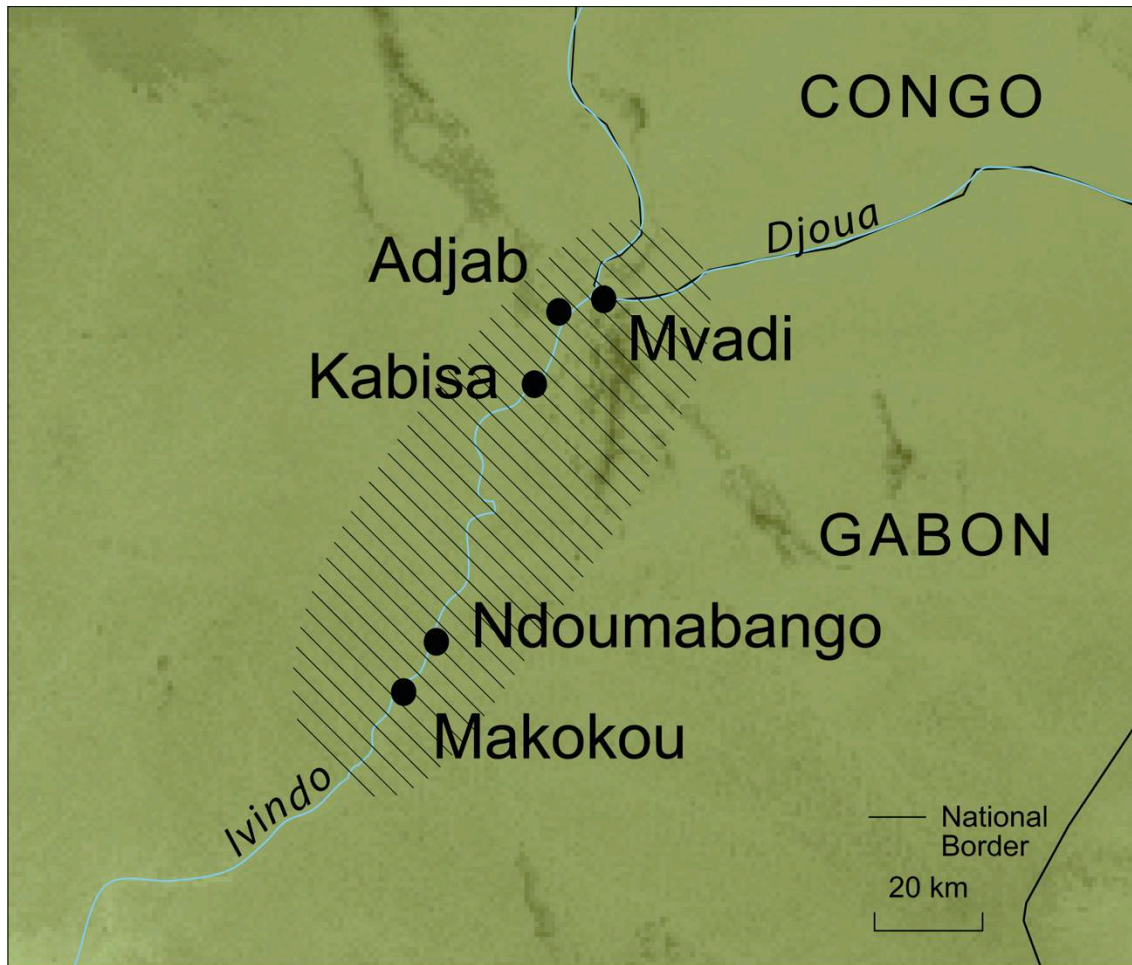 CONGO
Djoua
Adjab
Mvadi
Kabisa
GABON
Ndoumabango
Makokou
Ivindo
National
Border
20 km